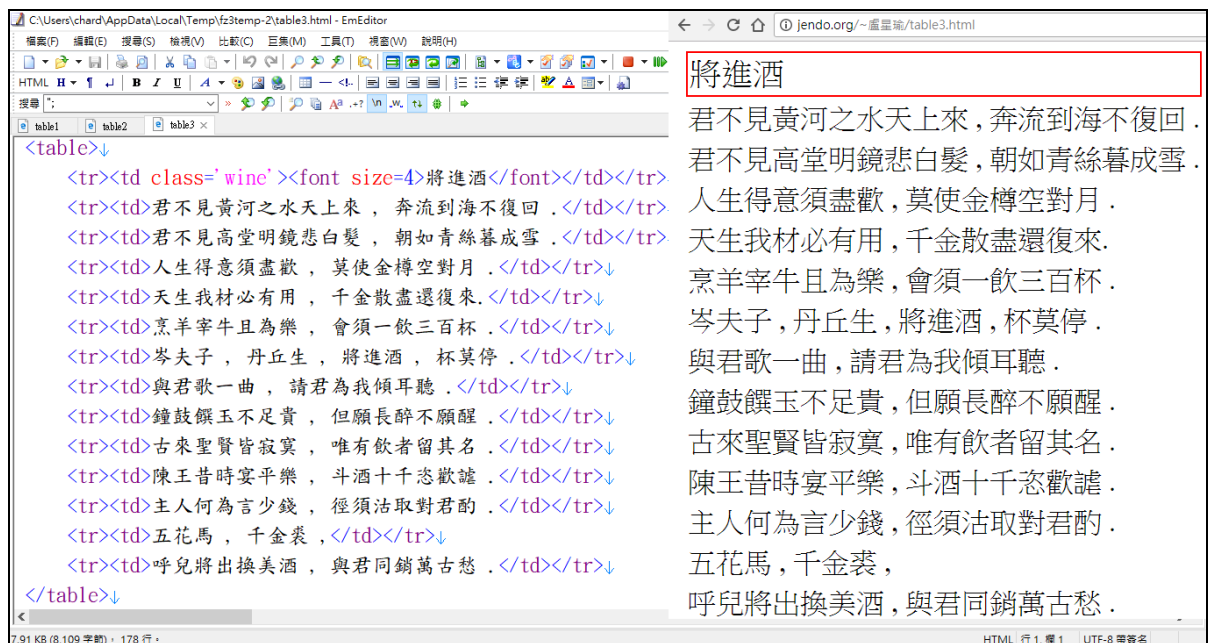 C:\Users\chard\AppData\Local\Temp\fz3temp-2\table3.html - EmEditor
檔案(F) 編輯(E) 搜尋(S) 檢視(V) 比較(C) 巨集(M) 工具(T) 視窗(W) 說明(H)
HTML H ¶ B I U A
搜尋 ";
table1 table2 table3
<table>↓
<tr><td class='wine'><font size=4>將進酒</font></td></tr>
<tr><td>君不見黃河之水天上來 , 奔流到海不復回 .</td></tr>
<tr><td>君不見高堂明鏡悲白髮 , 朝如青絲暮成雪 .</td></tr>
<tr><td>人生得意須盡歡 , 莫使金樽空對月 .</td></tr>↓
<tr><td>天生我材必有用 , 千金散盡還復來.</td></tr>↓
<tr><td>烹羊宰牛且為樂 , 會須一飲三百杯 .</td></tr>↓
<tr><td>岑夫子 , 丹丘生 , 將進酒 , 杯莫停 .</td></tr>↓
<tr><td>與君歌一曲 , 請君為我傾耳聽 .</td></tr>↓
<tr><td>鐘鼓饌玉不足貴 , 但願長醉不願醒 .</td></tr>↓
<tr><td>古來聖賢皆寂寞 , 唯有飲者留其名 .</td></tr>↓
<tr><td>陳王昔時宴平樂 , 斗酒十千恣歡謔 .</td></tr>↓
<tr><td>主人何為言少錢 , 徑須沽取對君酌 .</td></tr>↓
<tr><td>五花馬 , 千金裘 ,</td></tr>↓
<tr><td>呼兒將出換美酒 , 與君同銷萬古愁 .</td></tr>↓
</table>↓
7.91 KB (8,109 字節)，178 行。
HTML 行 1, 欄 1 UTF-8 帶簽名
jendo.org/~盧星瑜/table3.html
將進酒
君不見黃河之水天上來 , 奔流到海不復回 .
君不見高堂明鏡悲白髮 , 朝如青絲暮成雪 .
人生得意須盡歡 , 莫使金樽空對月 .
天生我材必有用 , 千金散盡還復來.
烹羊宰牛且為樂 , 會須一飲三百杯 .
岑夫子 , 丹丘生 , 將進酒 , 杯莫停 .
與君歌一曲 , 請君為我傾耳聽 .
鐘鼓饌玉不足貴 , 但願長醉不願醒 .
古來聖賢皆寂寞 , 唯有飲者留其名 .
陳王昔時宴平樂 , 斗酒十千恣歡謔 .
主人何為言少錢 , 徑須沽取對君酌 .
五花馬 , 千金裘 ,
呼兒將出換美酒 , 與君同銷萬古愁 .